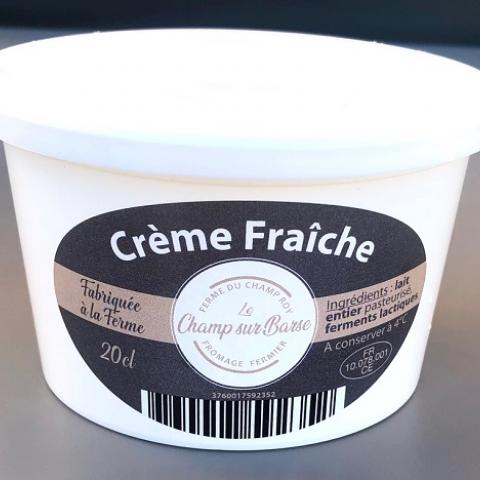 Crème Fraîche
Fabriquée
à la Ferme
20cl
FERME DU CHAMP ROY
Le
Champ sur Barse
FROMAGE FERMIER
Ingrédients : lait
entier pasteurisé,
ferments lactiques
A conserver à 4°C
FR
10.078.001
CE
3760017592352